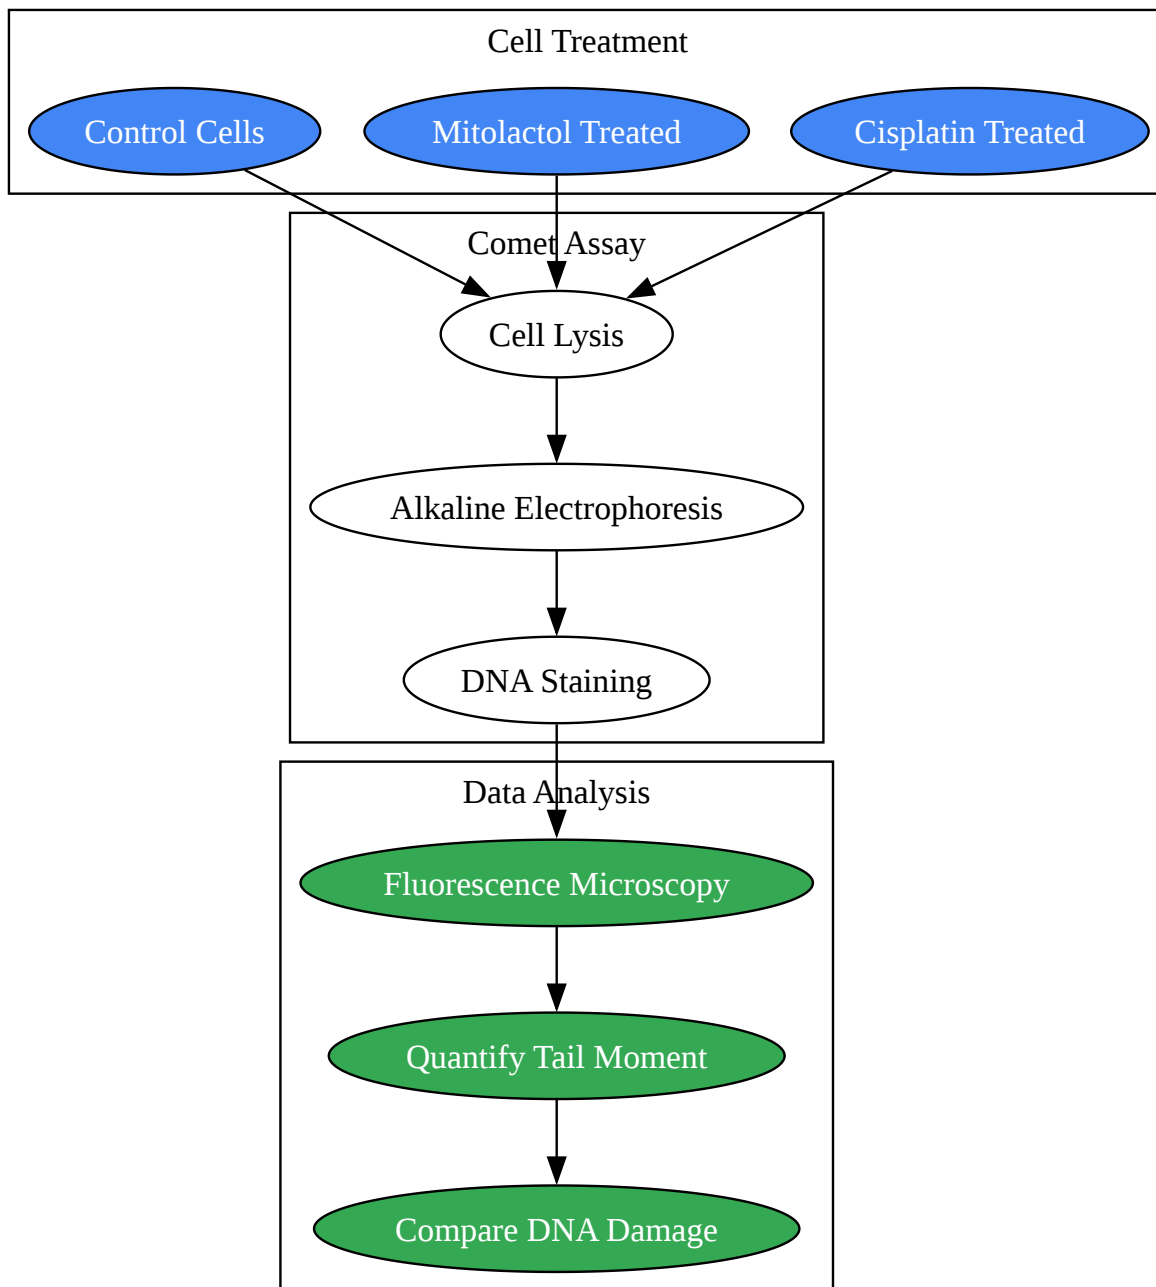 Cell Treatment
Control Cells
Mitolactol Treated
Cisplatin Treated
Comet Assay
Cell Lysis
Alkaline Electrophoresis
DNA Staining
Data Analysis
Fluorescence Microscopy
Quantify Tail Moment
Compare DNA Damage